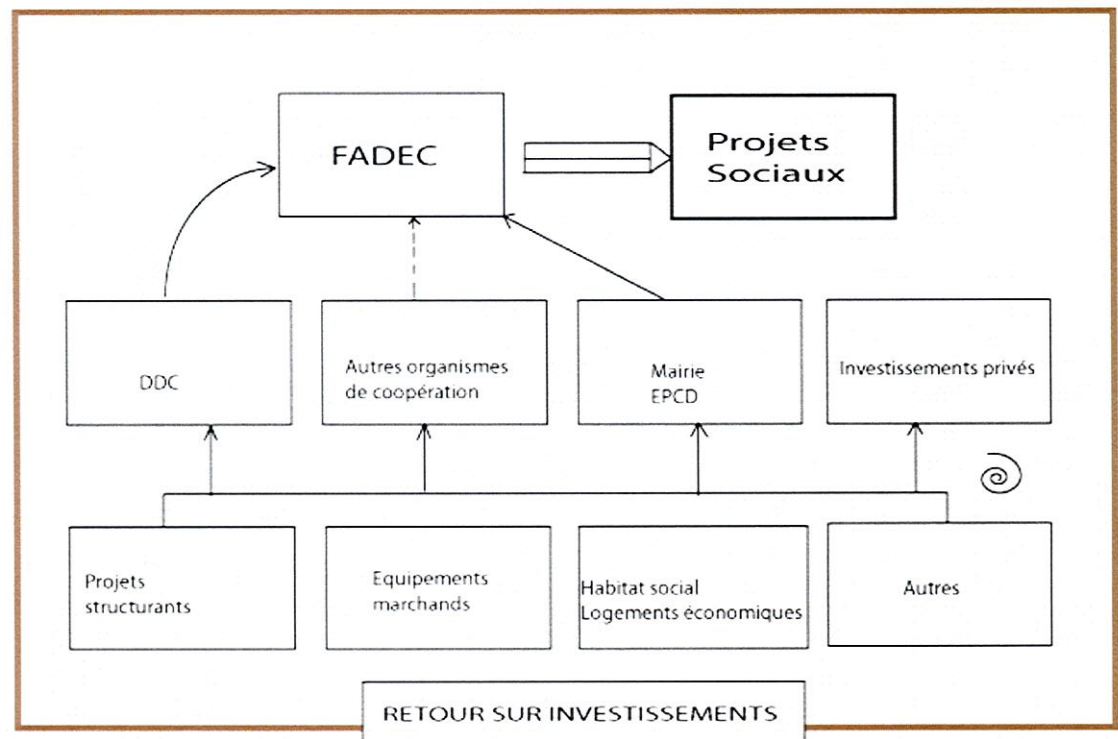 FADEC
Projets
Sociaux
DDC
Autres organismes
de coopération
Mairie
EPCD
Investissements privés
Projets
structurants
Equipements
marchands
Habitat social
Logements économiques
Autres
RETOUR SUR INVESTISSEMENTS